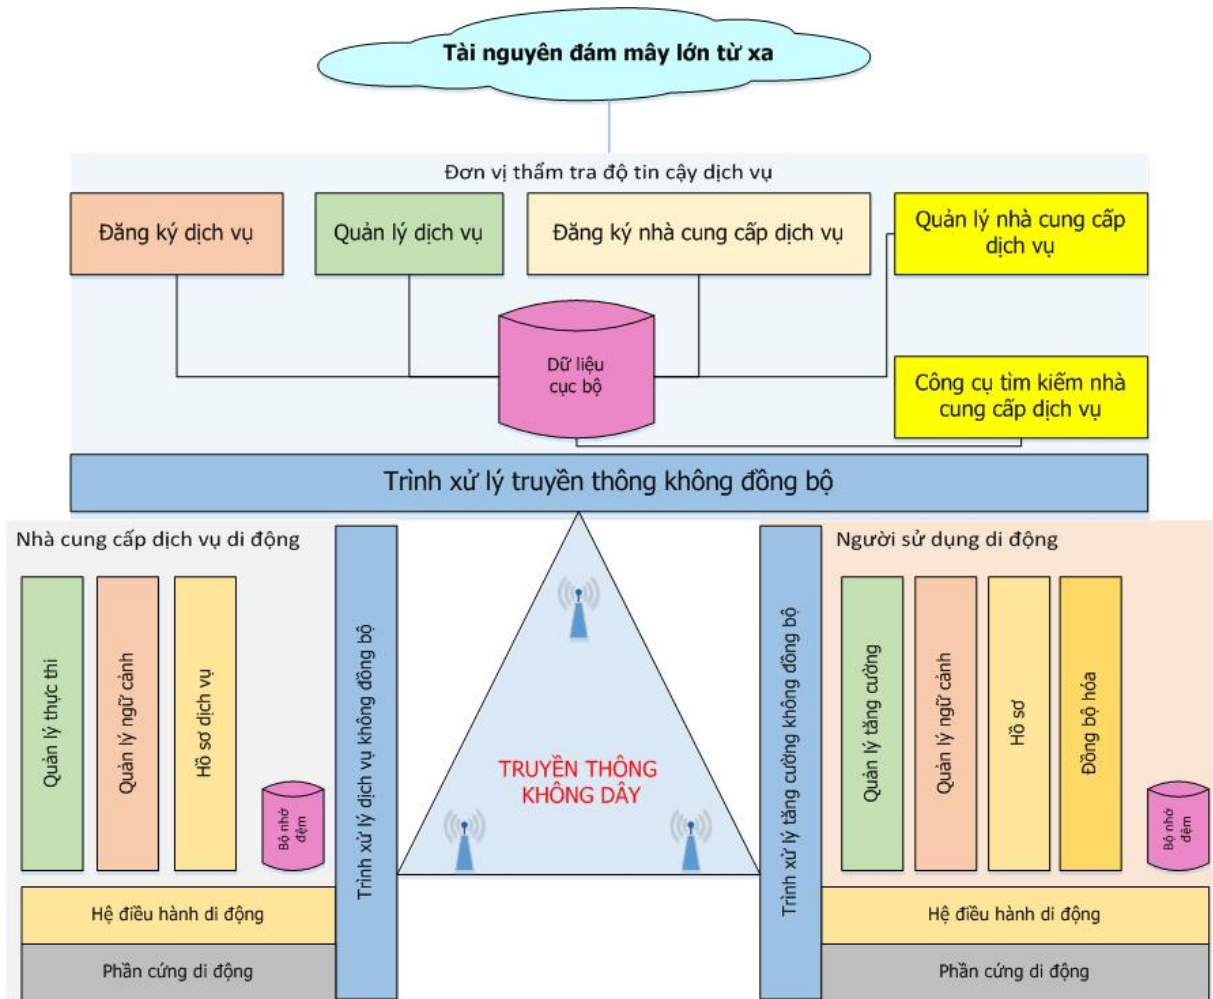 Tài nguyên đám mây lớn từ xa
Đơn vị thẩm tra độ tin cậy dịch vụ
Đăng ký dịch vụ
Quản lý dịch vụ
Đăng ký nhà cung cấp dịch vụ
Quản lý nhà cung cấp
dịch vụ
Dữ liệu
cục bộ
Công cụ tìm kiếm nhà
cung cấp dịch vụ
Trình xử lý truyền thông không đồng bộ
Nhà cung cấp dịch vụ di động
Quản lý thực thi
Quản lý ngữ cảnh
Hồ sơ dịch vụ
Bộ nhớ
đệm
Hệ điều hành di động
Phần cứng di động
Trình xử lý dịch vụ không đồng bộ
TRUYỀN THÔNG
KHÔNG DÂY
Trình xử lý tăng cường không đồng bộ
Người sử dụng di động
Quản lý tăng cường
Quản lý ngữ cảnh
Hồ sơ
Đồng bộ hóa
Bộ nhớ
đệm
Hệ điều hành di động
Phần cứng di động